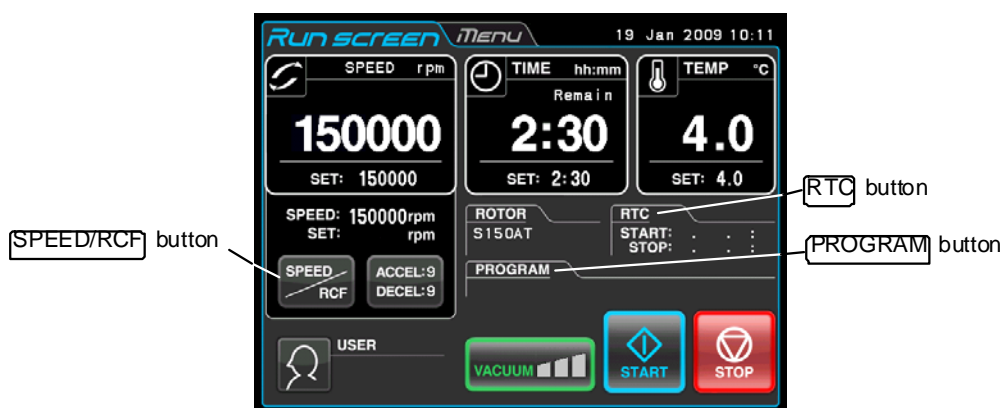 Run screen Menu 19 Jan 2009 10:11
SPEED rpm
150000
SET: 150000
TIME hh:mm
Remain
2:30
SET: 2:30
TEMP °C
4.0
SET: 4.0
SPEED: 150000rpm
SET: rpm
SPEED/RCF
ACCEL:9
DECEL:9
ROTOR
S150AT
RTC
START: . . :
STOP: . . :
PROGRAM
USER
VACUUM
START
STOP
SPEED/RCF button
RTC button
PROGRAM button